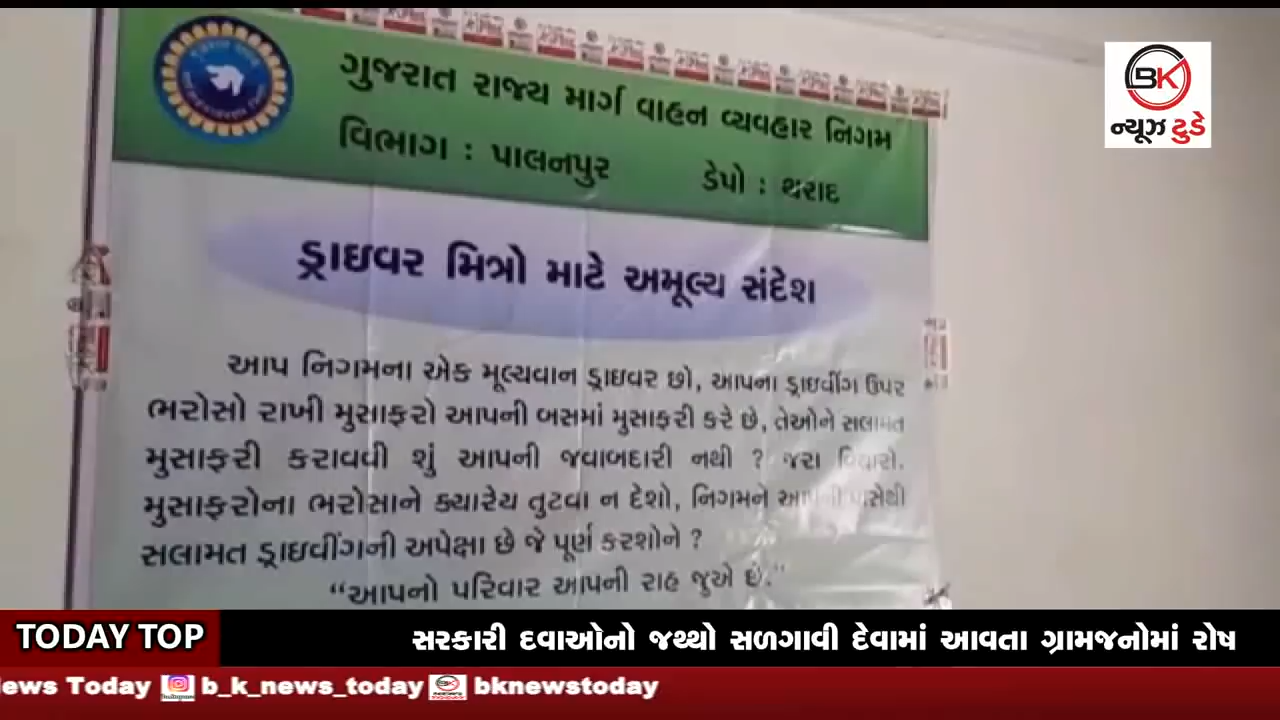 ગુજરાત રાજ્ય માર્ગ વાહન વ્યવહાર નિગમ
વિભાગ : પાલનપુર ડેપો : થરાદ
BK
ન્યૂઝ ટુડે
ડ્રાઇવર મિત્રો માટે અમૂલ્ય સંદેશ
આપ નિગમના એક મૂલ્યવાન ડ્રાઇવર છો, આપના ડ્રાઇવીંગ ઉપર
ભરોસો રાખી મુસાફરો આપની બસમાં મુસાફરી કરે છે, તેઓને સલામત
મુસાફરી કરાવવી શું આપની જવાબદારી નથી ? જરા વિચારો.
મુસાફરોના ભરોસાને ક્યારેય તુટવા ન દેશો, નિગમને આપની પાસેથી
સલામત ડ્રાઇવીંગની અપેક્ષા છે જે પૂર્ણ કરશોને ?
“આપનો પરિવાર આપની રાહ જુએ છે.”
TODAY TOP સરકારી દવાઓનો જથ્થો સળગાવી દેવામાં આવતા ગ્રામજનોમાં રોષ
ews Today b_k_news_today bknewstoday